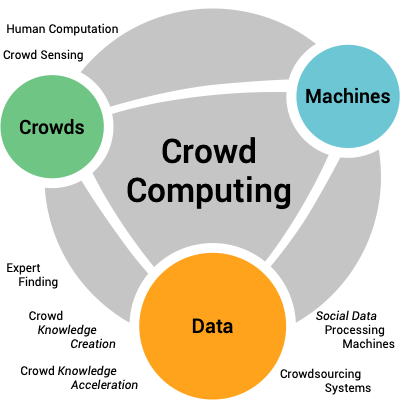 Human Computation
Crowd Sensing
Crowds
Machines
Crowd
Computing
Expert
Finding
Crowd
Knowledge
Creation
Crowd Knowledge
Acceleration
Data
Social Data
Processing
Machines
Crowdsourcing
Systems